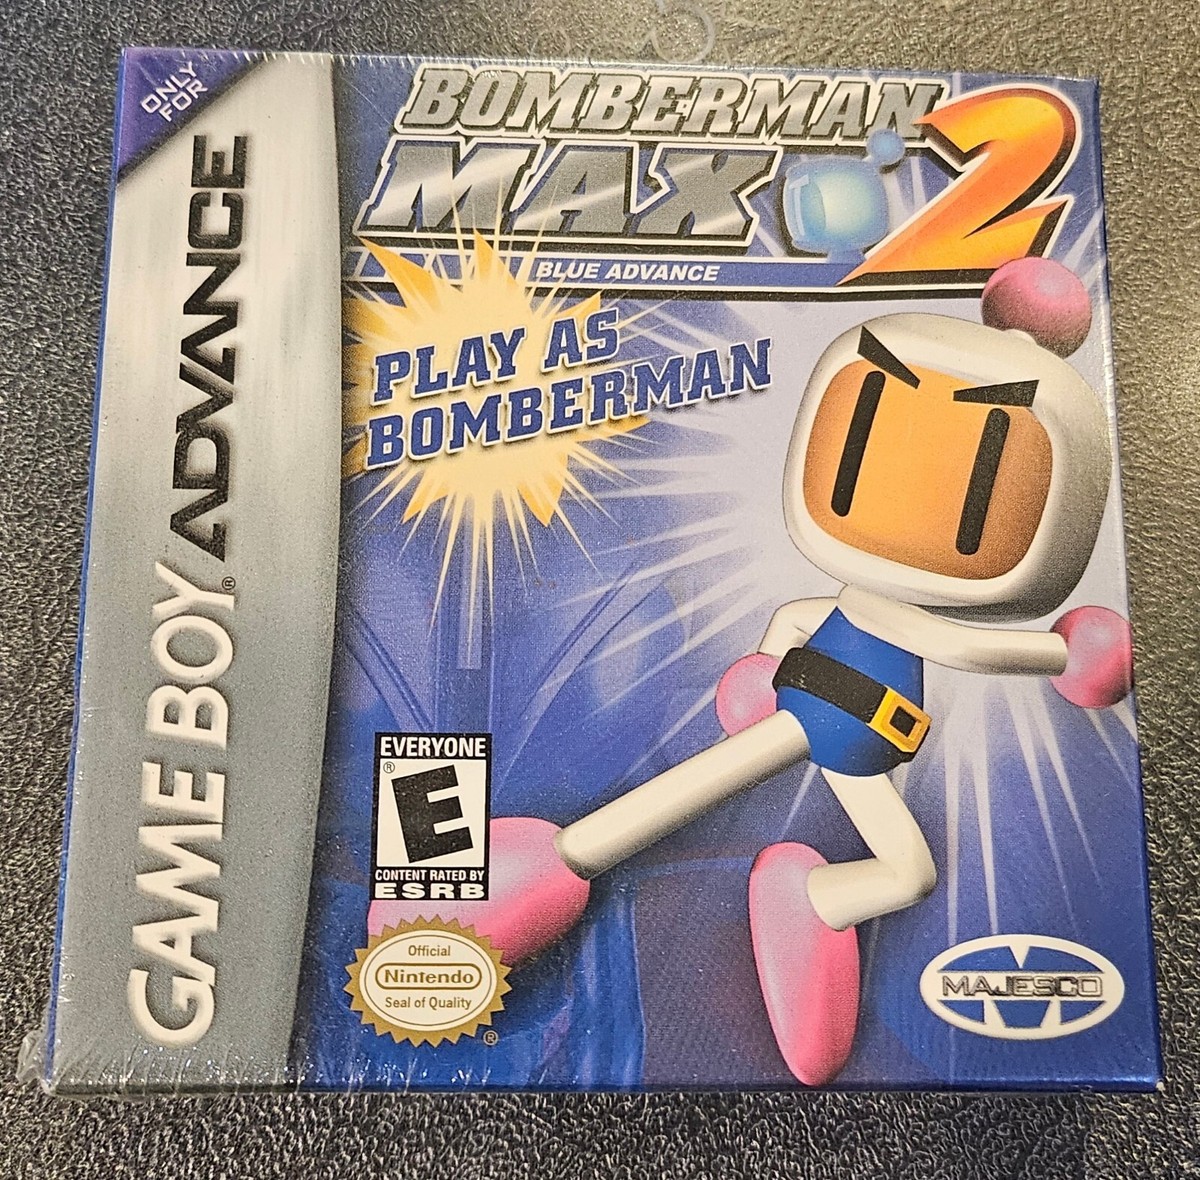 ONLY
FOR
GAME BOY ADVANCE
®
BOMBERMAN
MAX 2
BLUE ADVANCE
PLAY AS
BOMBERMAN
EVERYONE
®
E
CONTENT RATED BY
ESRB
Official
Nintendo
Seal of Quality
®
MAJESCO